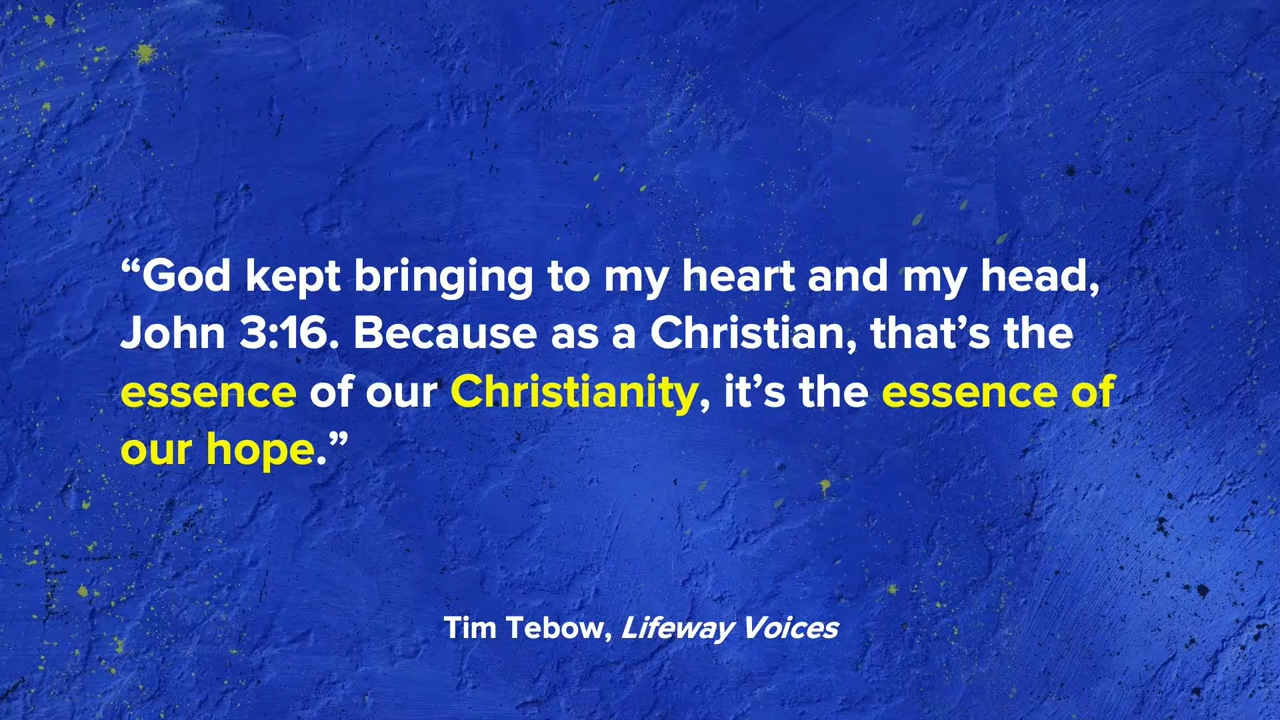 “God kept bringing to my heart and my head,
John 3:16. Because as a Christian, that’s the
essence of our Christianity, it’s the essence of
our hope.”
Tim Tebow, Lifeway Voices